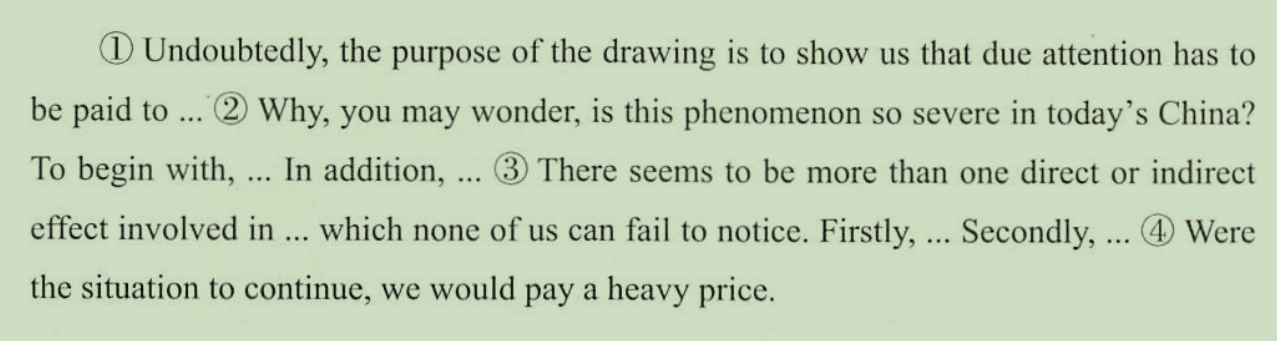 ① Undoubtedly, the purpose of the drawing is to show us that due attention has to
be paid to ... ② Why, you may wonder, is this phenomenon so severe in today’s China?
To begin with, ... In addition, ... ③ There seems to be more than one direct or indirect
effect involved in ... which none of us can fail to notice. Firstly, ... Secondly, ... ④ Were
the situation to continue, we would pay a heavy price.